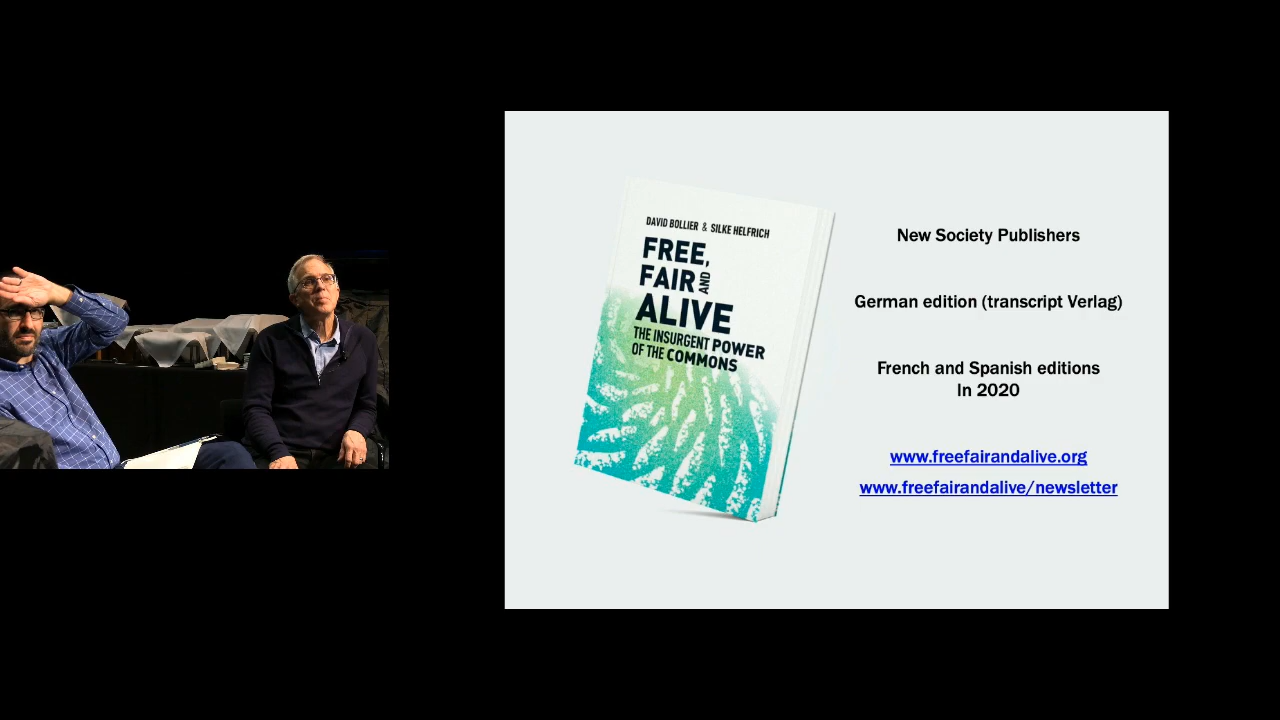 DAVID BOLLIER & SILKE HELFRICH
FREE,
FAIR AND
ALIVE
THE INSURGENT POWER
OF THE COMMONS
New Society Publishers
German edition (transcript Verlag)
French and Spanish editions
In 2020
www.freefairandalive.org
www.freefairandalive/newsletter